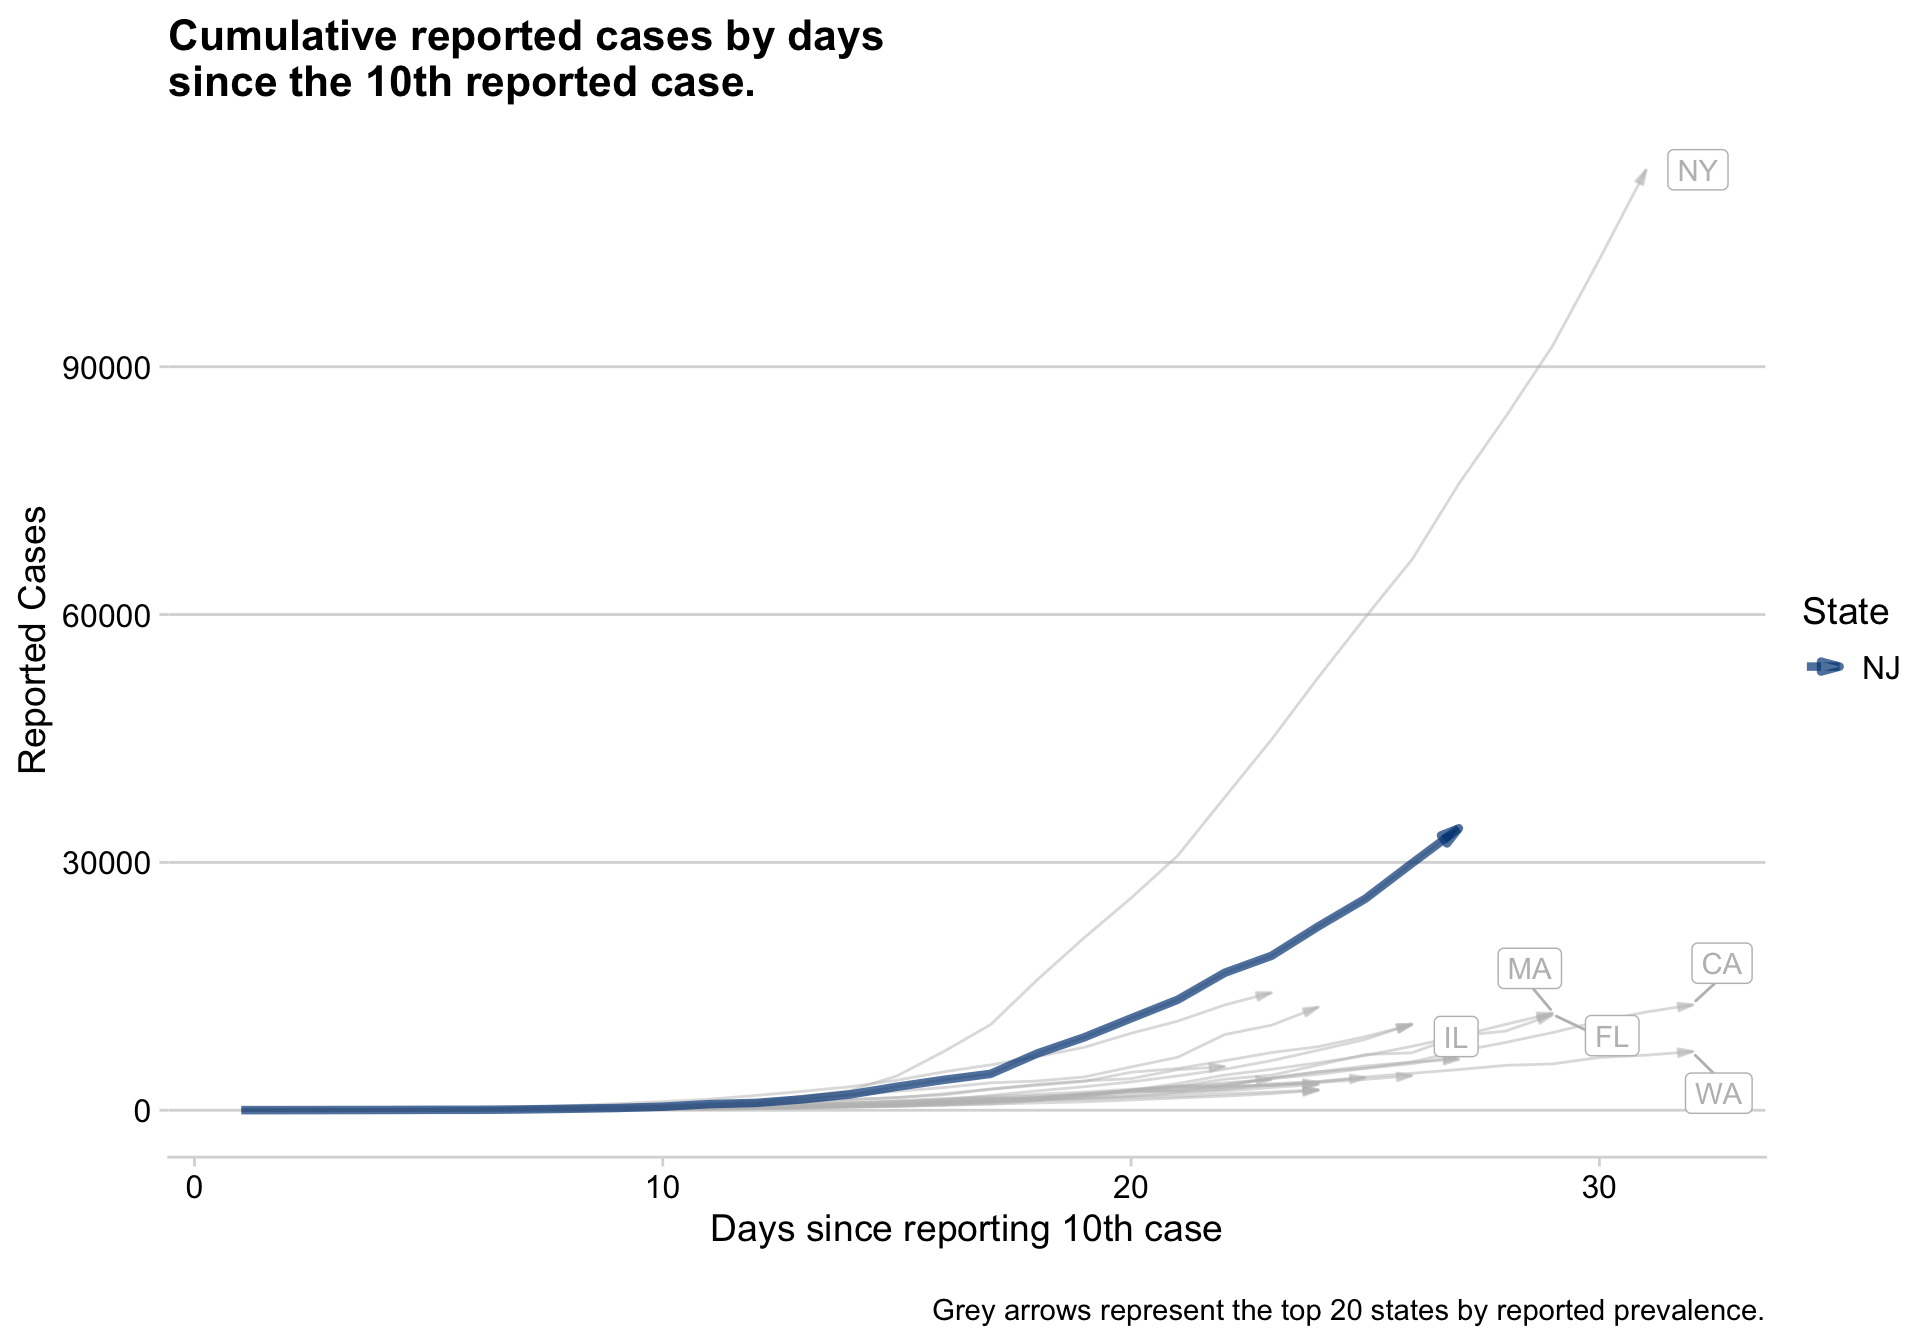 Cumulative reported cases by days
since the 10th reported case.
NY
90000
Reported Cases
60000
State
NJ
30000
MA
CA
IL
FL
WA
0
0 10 20 30
Days since reporting 10th case
Grey arrows represent the top 20 states by reported prevalence.